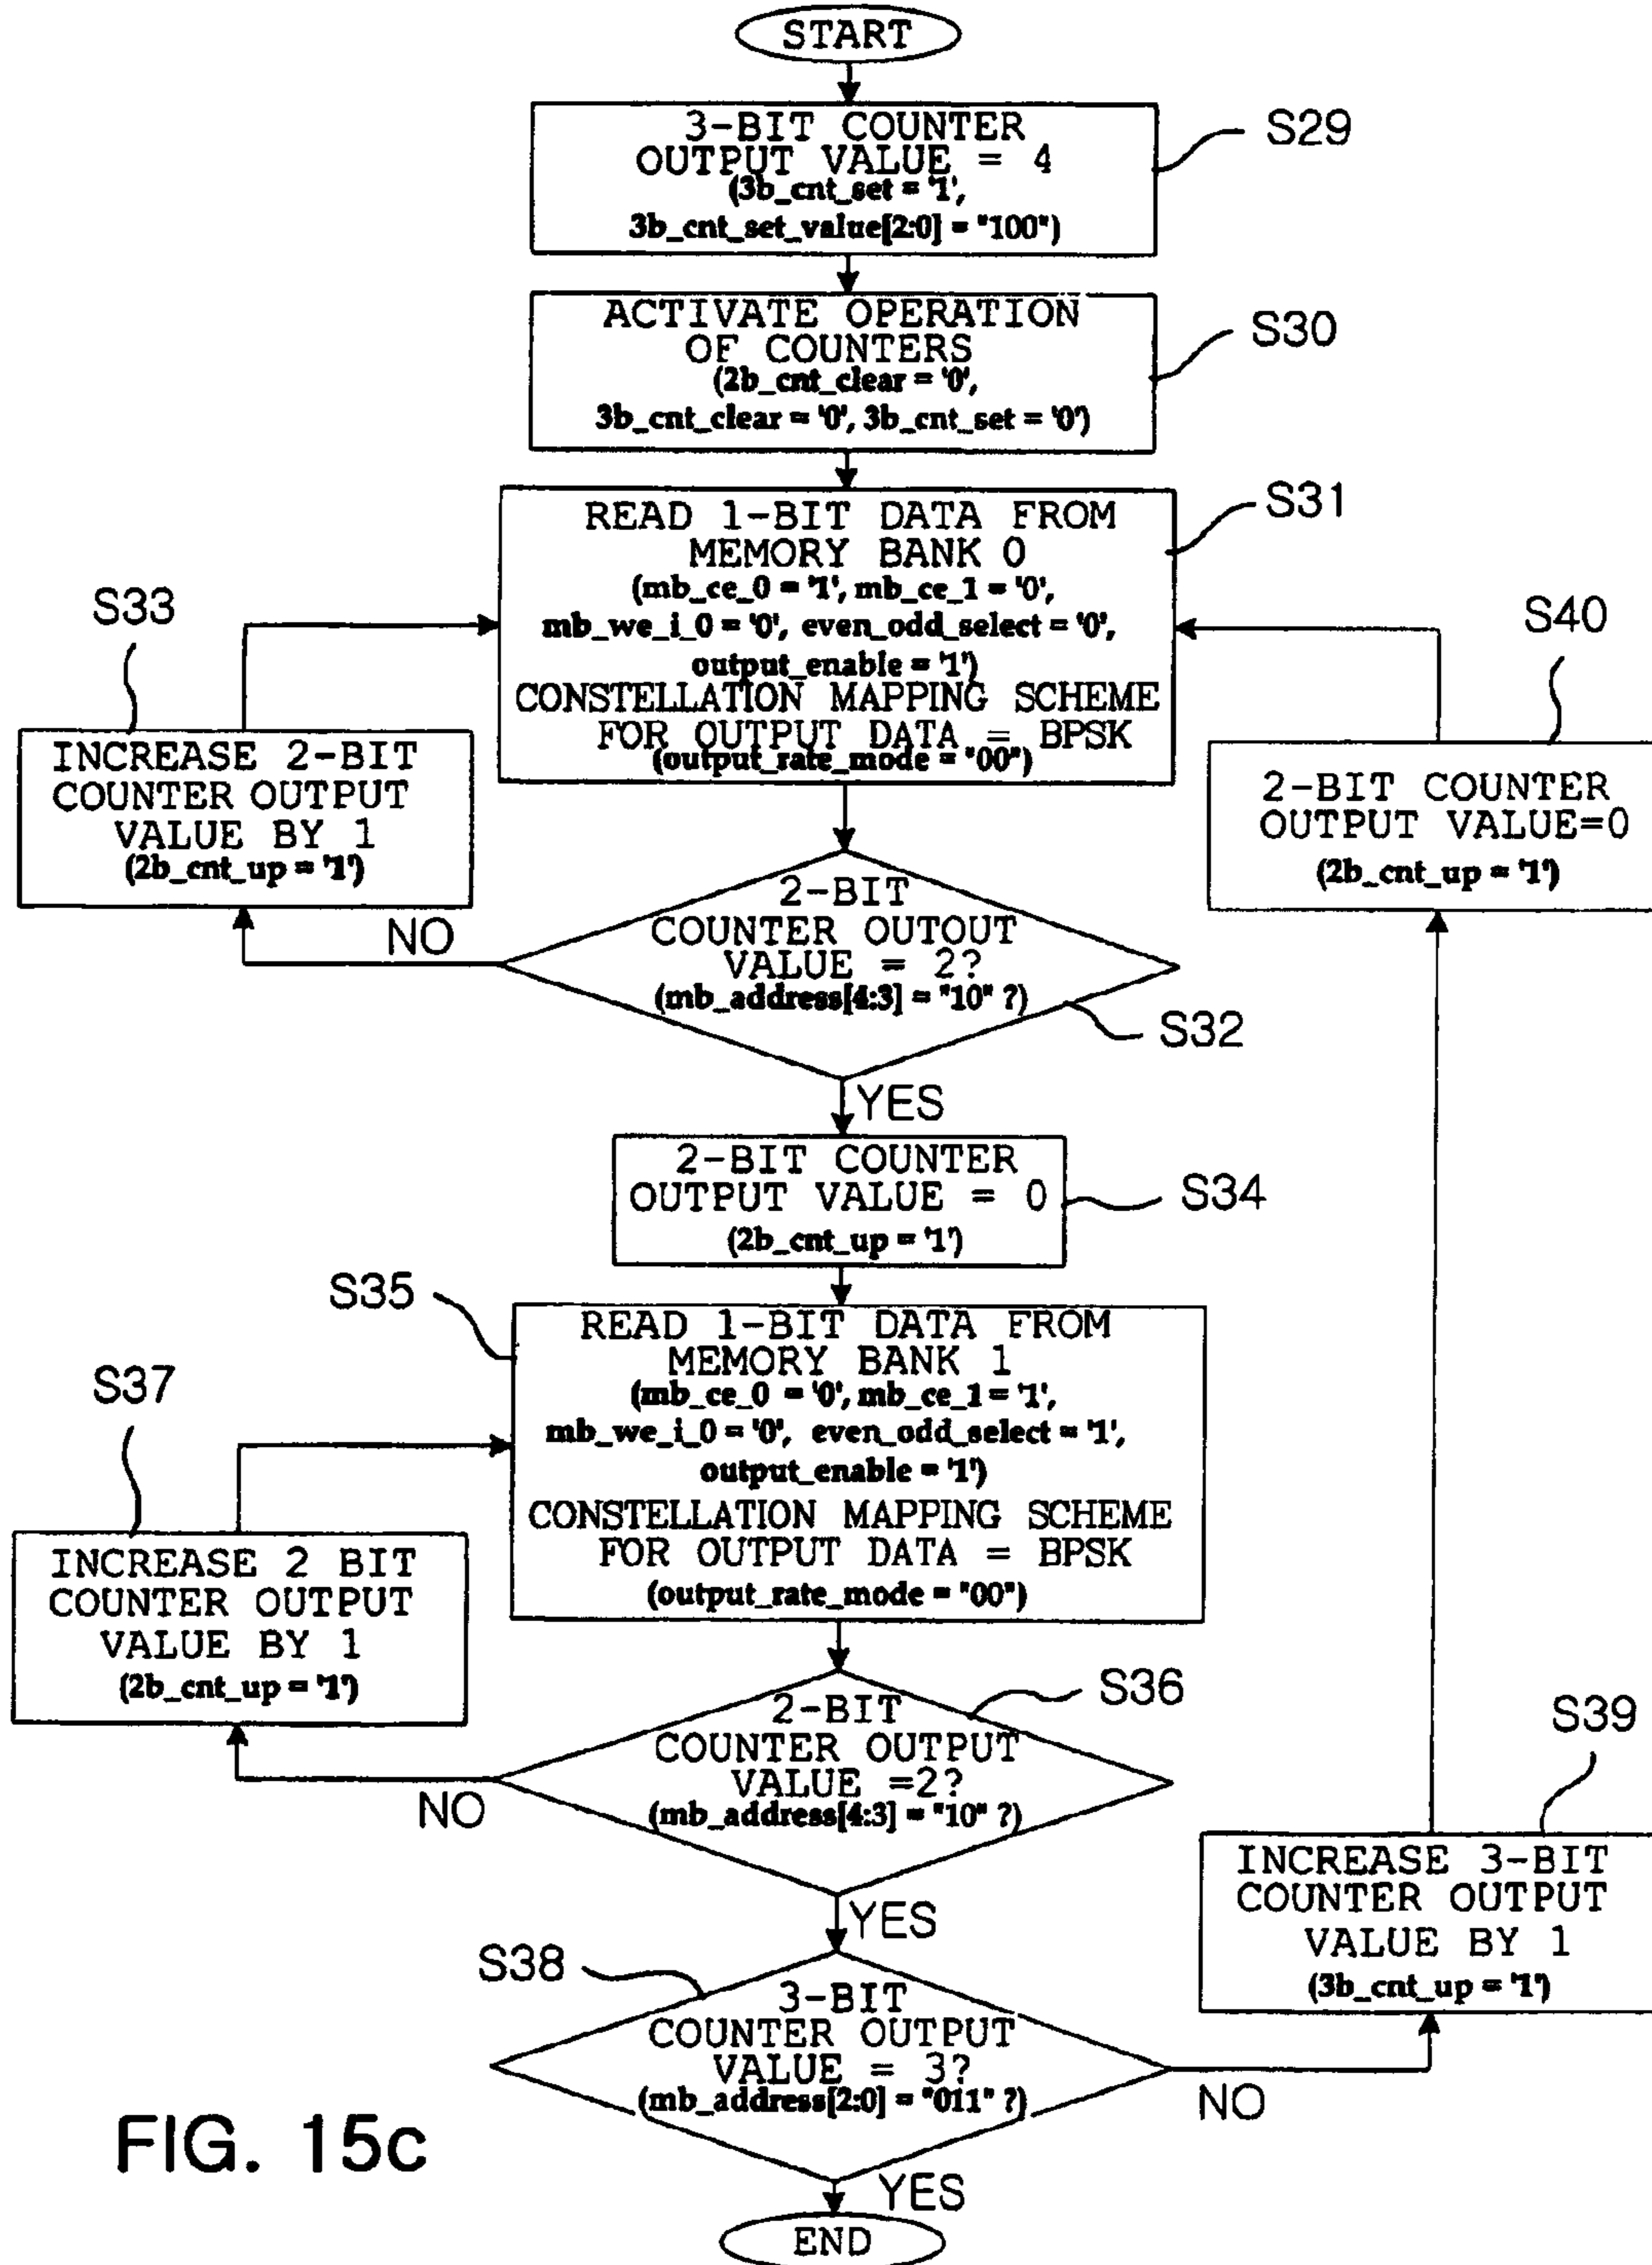 START
3-BIT COUNTER
OUTPUT VALUE = 4
(3b_cnt_set = '1',
3b_cnt_set_value[2:0] = "100")
S29
ACTIVATE OPERATION
OF COUNTERS
(2b_cnt_clear = '0',
3b_cnt_clear = '0', 3b_cnt_set = '0')
S30
READ 1-BIT DATA FROM
MEMORY BANK 0
(mb_ce_0 = '1', mb_ce_1 = '0',
mb_we_i_0 = '0', even_odd_select = '0',
output_enable = '1')
CONSTELLATION MAPPING SCHEME
FOR OUTPUT DATA = BPSK
(output_rate_mode = "00")
S31
S33
INCREASE 2-BIT
COUNTER OUTPUT
VALUE BY 1
(2b_cnt_up = '1')
S40
2-BIT COUNTER
OUTPUT VALUE=0
(2b_cnt_up = '1')
2-BIT
COUNTER OUTOUT
VALUE = 2?
(mb_address[4:3] = "10" ?)
NO
S32
YES
2-BIT COUNTER
OUTPUT VALUE = 0
(2b_cnt_up = '1')
S34
S35
READ 1-BIT DATA FROM
MEMORY BANK 1
(mb_ce_0 = '0', mb_ce_1 = '1',
mb_we_i_0 = '0', even_odd_select = '1',
output_enable = '1')
CONSTELLATION MAPPING SCHEME
FOR OUTPUT DATA = BPSK
(output_rate_mode = "00")
S37
INCREASE 2 BIT
COUNTER OUTPUT
VALUE BY 1
(2b_cnt_up = '1')
2-BIT
COUNTER OUTPUT
VALUE =2?
(mb_address[4:3] = "10" ?)
S36
NO
YES
S39
INCREASE 3-BIT
COUNTER OUTPUT
VALUE BY 1
(3b_cnt_up = '1')
S38
3-BIT
COUNTER OUTPUT
VALUE = 3?
(mb_address[2:0] = "011" ?)
NO
YES
END
FIG. 15c